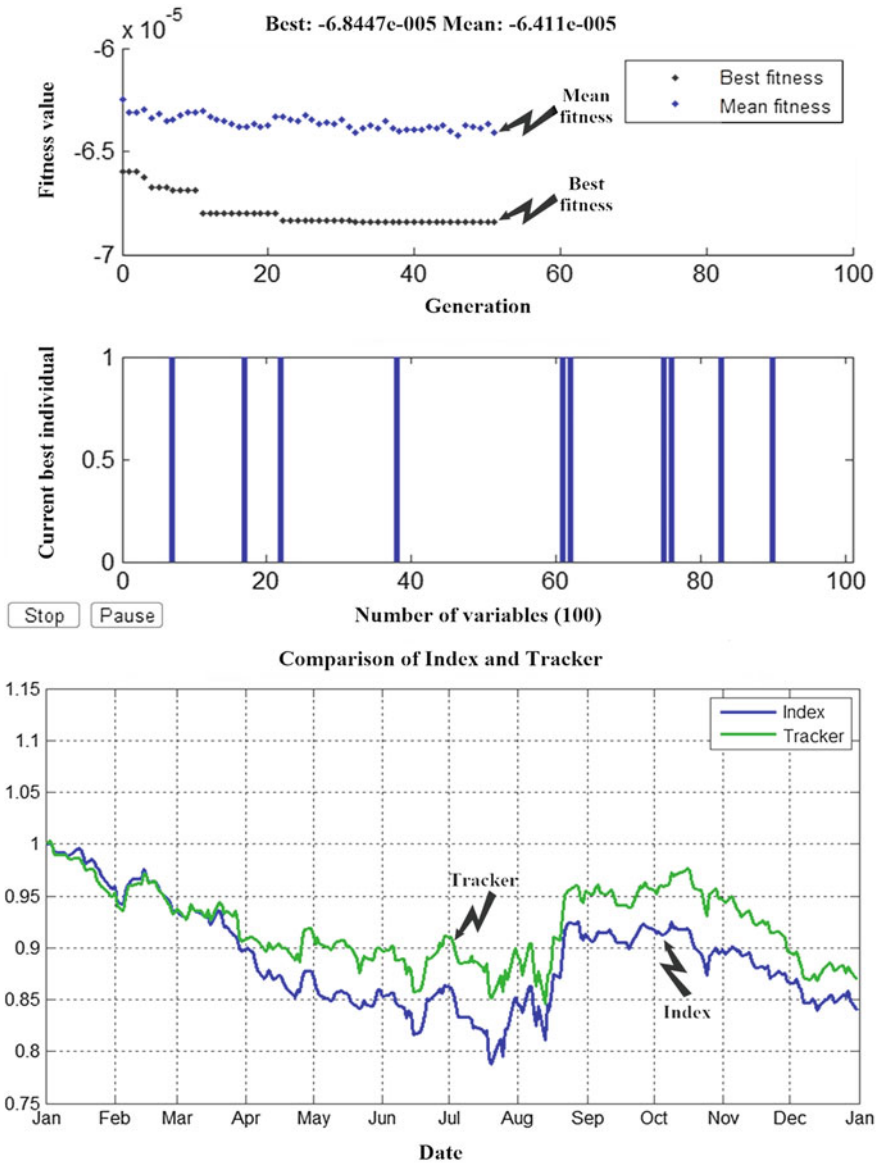 Best: -6.8447e-005 Mean: -6.411e-005
x 10⁻⁵
-6
-6.5
-7
Fitness value
Mean
fitness
Best
fitness
Best fitness
Mean fitness
0 20 40 60 80 100
Generation
1
0.5
0
Current best individual
0 20 40 60 80 100
Stop Pause
Number of variables (100)
Comparison of Index and Tracker
1.15
1.1
1.05
1
0.95
0.9
0.85
0.8
0.75
Index
Tracker
Tracker
Index
Jan Feb Mar Apr May Jun Jul Aug Sep Oct Nov Dec Jan
Date